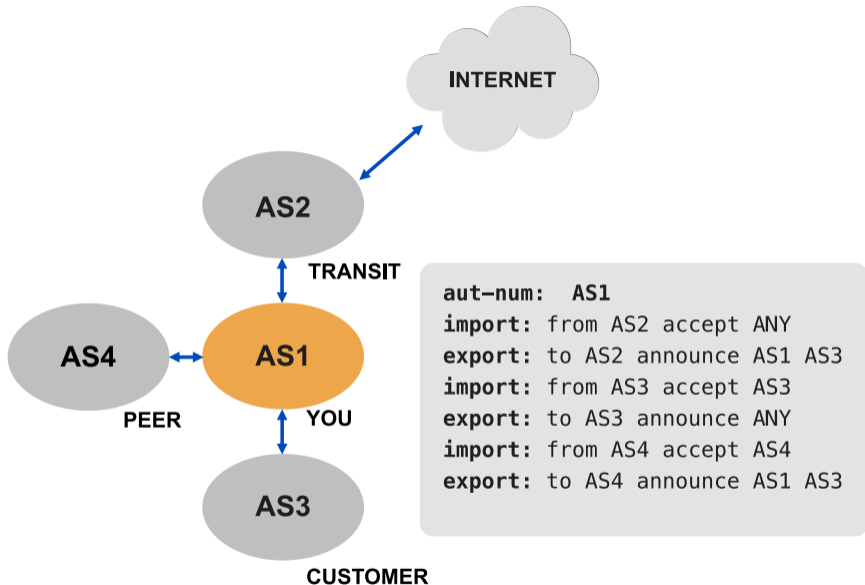 INTERNET
AS2
TRANSIT
AS4
AS1
PEER
YOU
AS3
CUSTOMER
aut-num: AS1
import: from AS2 accept ANY
export: to AS2 announce AS1 AS3
import: from AS3 accept AS3
export: to AS3 announce ANY
import: from AS4 accept AS4
export: to AS4 announce AS1 AS3